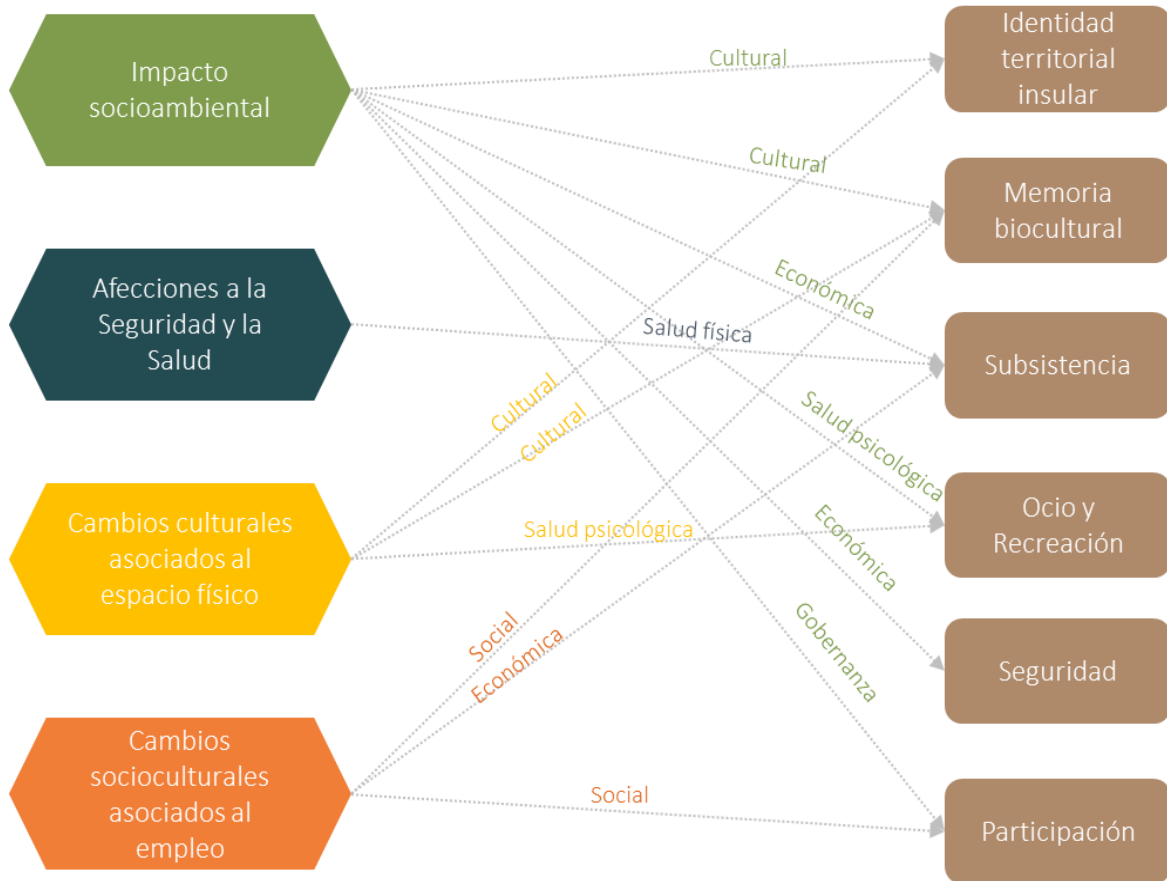 Impacto
socioambiental
Afecciones a la
Seguridad y la
Salud
Cambios culturales
asociados al
espacio físico
Cambios
socioculturales
asociados al
empleo
Cultural
Cultural
Económica
Salud física
Salud psicológica
Cultural
Cultural
Salud psicológica
Económica
Gobernanza
Social
Económica
Social
Identidad
territorial
insular
Memoria
biocultural
Subsistencia
Ocio y
Recreación
Seguridad
Participación